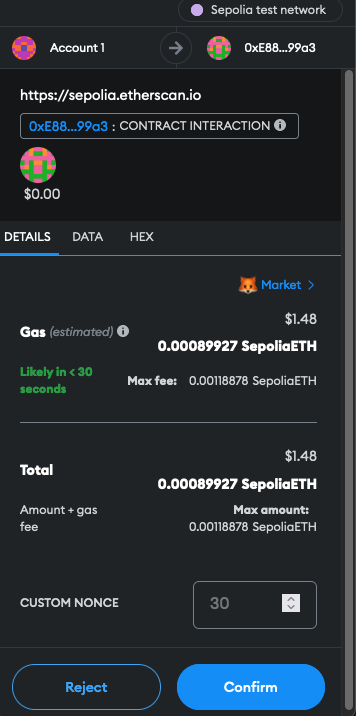 Sepolia test network
Account 1
0xE88...99a3
https://sepolia.etherscan.io
0xE88...99a3 : CONTRACT INTERACTION
$0.00
DETAILS DATA HEX
Market >
$1.48
Gas (estimated)
0.00089927 SepoliaETH
Likely in < 30
seconds
Max fee: 0.00118878 SepoliaETH
$1.48
Total
0.00089927 SepoliaETH
Amount + gas
fee
Max amount:
0.00118878 SepoliaETH
CUSTOM NONCE
30
Reject
Confirm